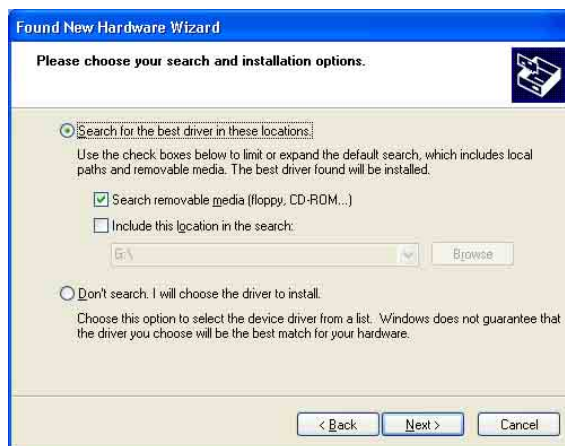 Found New Hardware Wizard
Please choose your search and installation options.
Search for the best driver in these locations.
Use the check boxes below to limit or expand the default search, which includes local
paths and removable media. The best driver found will be installed.
Search removable media (floppy, CD-ROM...)
Include this location in the search:
G:\
Browse
Don't search. I will choose the driver to install.
Choose this option to select the device driver from a list. Windows does not guarantee that
the driver you choose will be the best match for your hardware.
< Back
Next >
Cancel